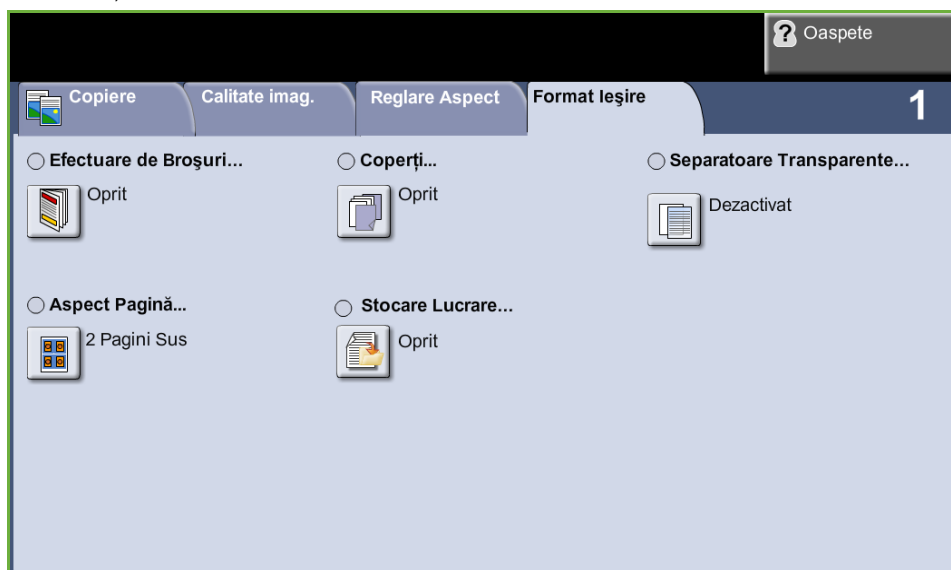 ? Oaspete
Copiere
Calitate imag.
Reglare Aspect
Format Ieşire
1
Efectuare de Broşuri...
Oprit
Coperți...
Oprit
Separatoare Transparente...
Dezactivat
Aspect Pagină...
2 Pagini Sus
Stocare Lucrare...
Oprit